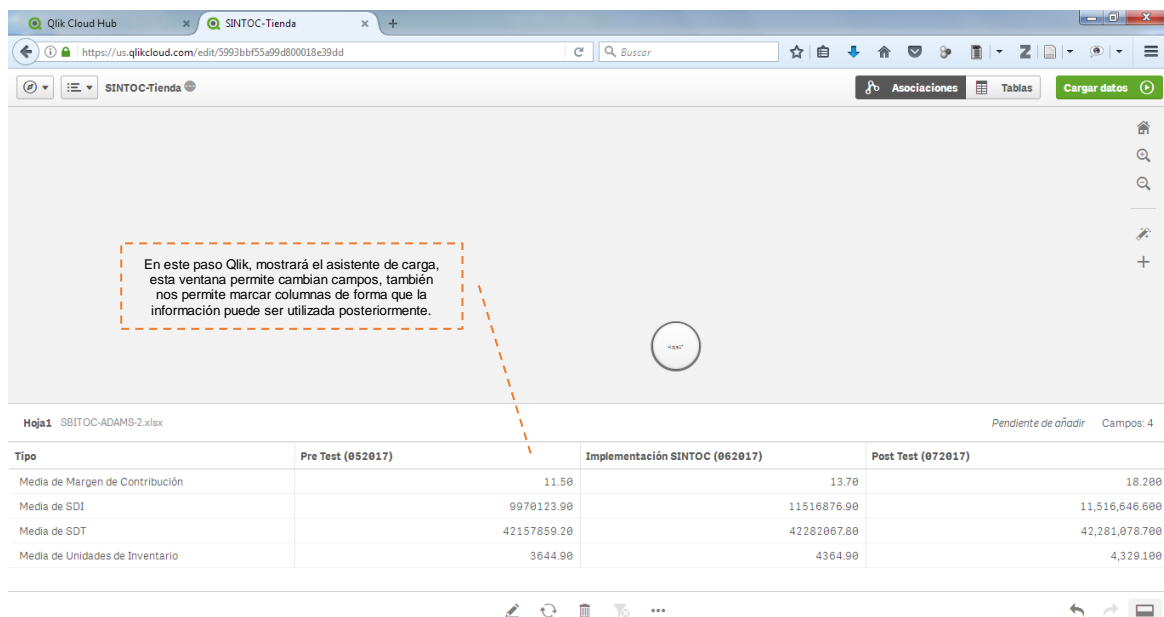 Qlik Cloud Hub
SINTOC-Tienda
https://us.qlikcloud.com/edit/5993bbf55a99d800018e39dd
Buscar
SINTOC-Tienda
Asociaciones
Tablas
Cargar datos
En este paso Qlik, mostrará el asistente de carga,
esta ventana permite cambian campos, también
nos permite marcar columnas de forma que la
información puede ser utilizada posteriormente.
Hoja1*
Hoja1 SBITOC-ADAMS-2.xlsx
Pendiente de añadir Campos: 4
Tipo Pre Test (052017) Implementación SINTOC (062017) Post Test (072017)
Media de Margen de Contribución 11.50 13.70 18.200
Media de SDI 9970123.90 11516876.90 11,516,646.600
Media de SDT 42157859.20 42282067.80 42,281,078.700
Media de Unidades de Inventario 3644.90 4364.90 4,329.100